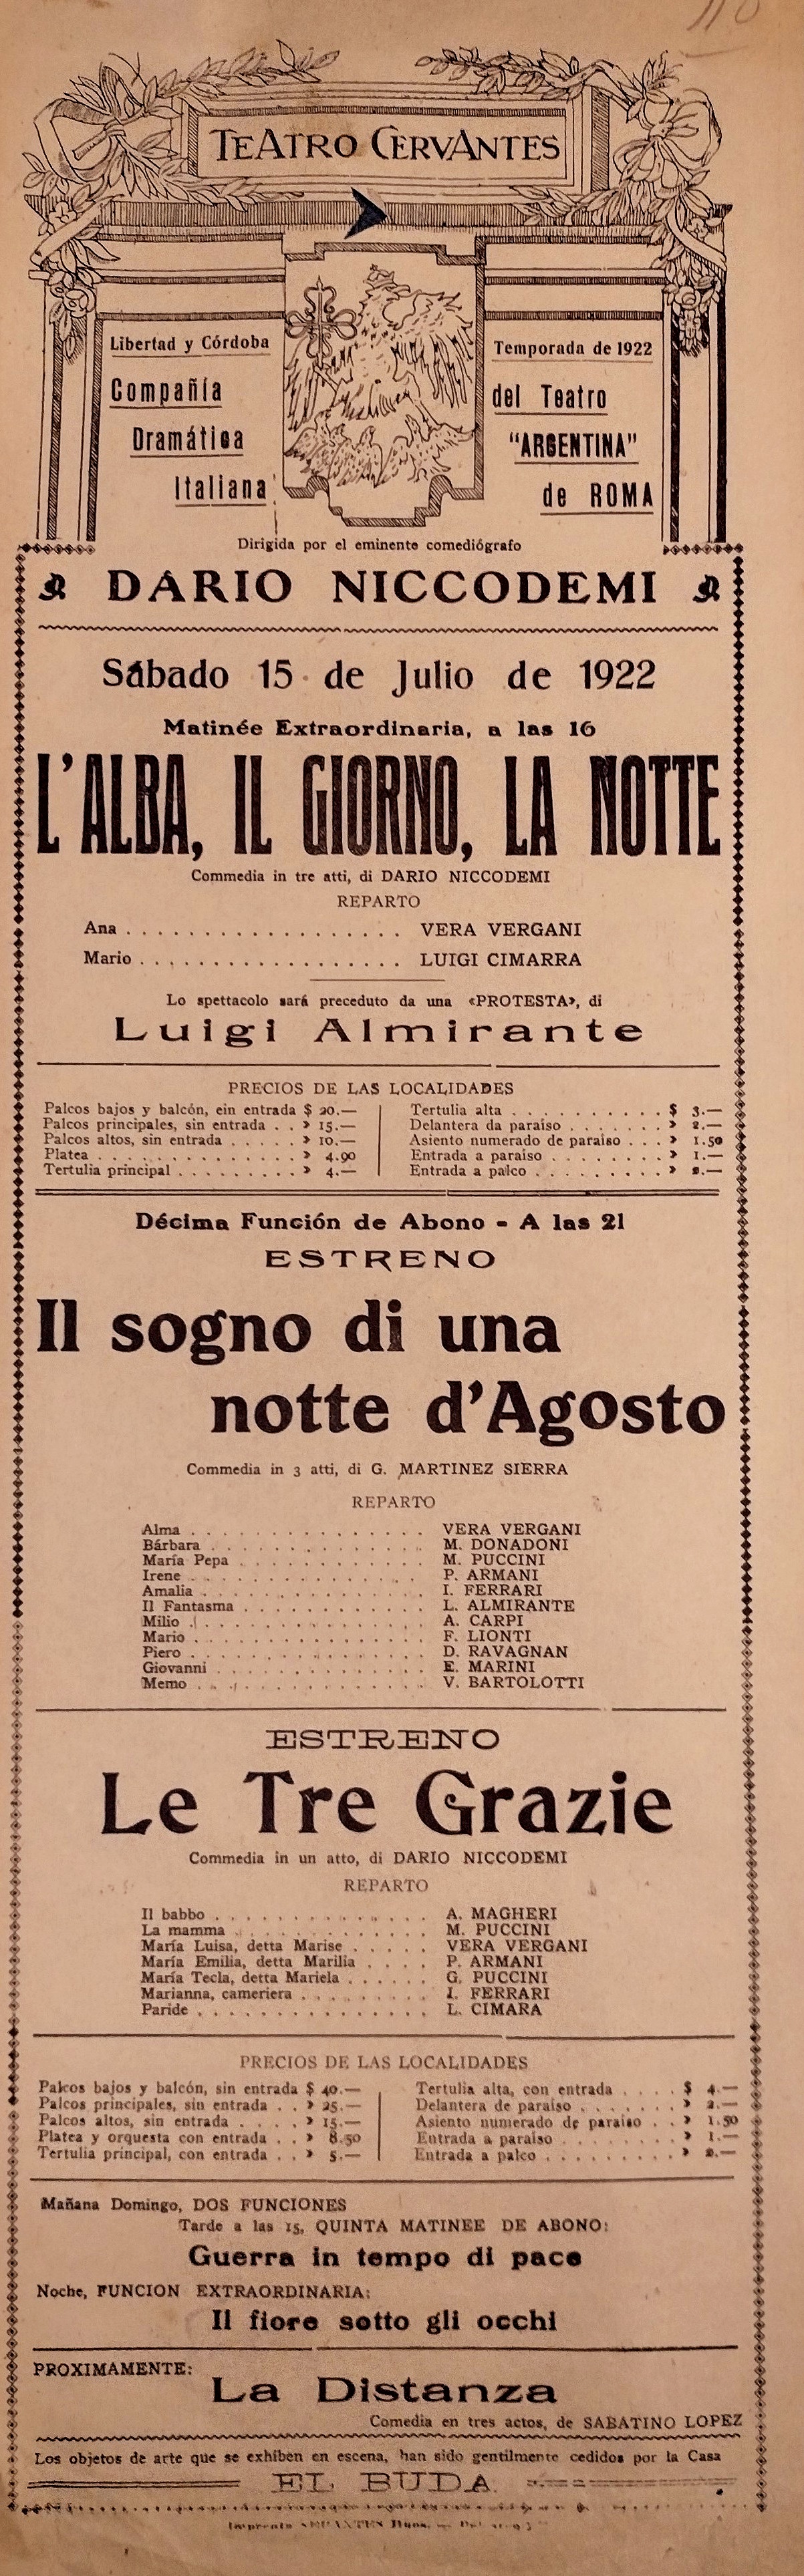 110
TEATRO CERVANTES
Libertad y Córdoba
Compañía
Dramática
Italiana
Temporada de 1922
del Teatro
"ARGENTINA"
de ROMA
Dirigida por el eminente comediógrafo
DARIO NICCODEMI
Sábado 15 de Julio de 1922
Matinée Extraordinaria, a las 16
L'ALBA, IL GIORNO, LA NOTTE
Commedia in tre atti, di DARIO NICCODEMI
REPARTO
Ana . . . . . . . . . . . . . . . . . . VERA VERGANI
Mario . . . . . . . . . . . . . . . . . LUIGI CIMARRA
Lo spettacolo sará preceduto da una «PROTESTA», di
Luigi Almirante
PRECIOS DE LAS LOCALIDADES
Palcos bajos y balcón, ein entrada $ 20.—
Palcos principales, sin entrada . . » 15.—
Palcos altos, sin entrada . . . . . » 10.—
Platea . . . . . . . . . . . . . . » 4.90
Tertulia principal . . . . . . . . . » 4.—
Tertulia alta . . . . . . . . . . . $ 3.—
Delantera da paraíso . . . . . . . » 2.—
Asiento numerado de paraiso . . . » 1.50
Entrada a paraíso . . . . . . . . » 1.—
Entrada a palco . . . . . . . . . » 2.—
Décima Función de Abono - A las 21
ESTRENO
Il sogno di una
notte d'Agosto
Commedia in 3 atti, di G. MARTINEZ SIERRA
REPARTO
Alma . . . . . . . . . . . . . . . VERA VERGANI
Bárbara . . . . . . . . . . . . . . M. DONADONI
María Pepa . . . . . . . . . . . . M. PUCCINI
Irene . . . . . . . . . . . . . . . P. ARMANI
Amalia . . . . . . . . . . . . . . I. FERRARI
Il Fantasma . . . . . . . . . . . . L. ALMIRANTE
Milio . . . . . . . . . . . . . . . A. CARPI
Mario . . . . . . . . . . . . . . . F. LIONTI
Piero . . . . . . . . . . . . . . . D. RAVAGNAN
Giovanni . . . . . . . . . . . . . E. MARINI
Memo . . . . . . . . . . . . . . . V. BARTOLOTTI
ESTRENO
Le Tre Grazie
Commedia in un atto, di DARIO NICCODEMI
REPARTO
Il babbo . . . . . . . . . . . . . A. MAGHERI
La mamma . . . . . . . . . . . . . M. PUCCINI
María Luisa, detta Marise . . . . . VERA VERGANI
María Emilia, detta Marilia . . . . P. ARMANI
María Tecla, detta Mariela . . . . . G. PUCCINI
Marianna, cameriera . . . . . . . . I. FERRARI
Paride . . . . . . . . . . . . . . L. CIMARA
PRECIOS DE LAS LOCALIDADES
Palcos bajos y balcón, sin entrada $ 40.—
Palcos principales, sin entrada . . » 25.—
Palcos altos, sin entrada . . . . » 15.—
Platea y orquesta con entrada . . » 8.50
Tertulia principal, con entrada . . » 5.—
Tertulia alta, con entrada . . . . $ 4.—
Delantera de paraíso . . . . . . » 2.—
Asiento numerado de paraiso . . » 1.50
Entrada a paraiso . . . . . . . » 1.—
Entrada a palco . . . . . . . . » 2.—
Mañana Domingo, DOS FUNCIONES
Tarde a las 15, QUINTA MATINEE DE ABONO:
Guerra in tempo di pace
Noche, FUNCION EXTRAORDINARIA:
Il fiore sotto gli occhi
PROXIMAMENTE:
La Distanza
Comedia en tres actos, de SABATINO LOPEZ
Los objetos de arte que se exhiben en escena, han sido gentilmente cedidos por la Casa
EL BUDA
Imprenta